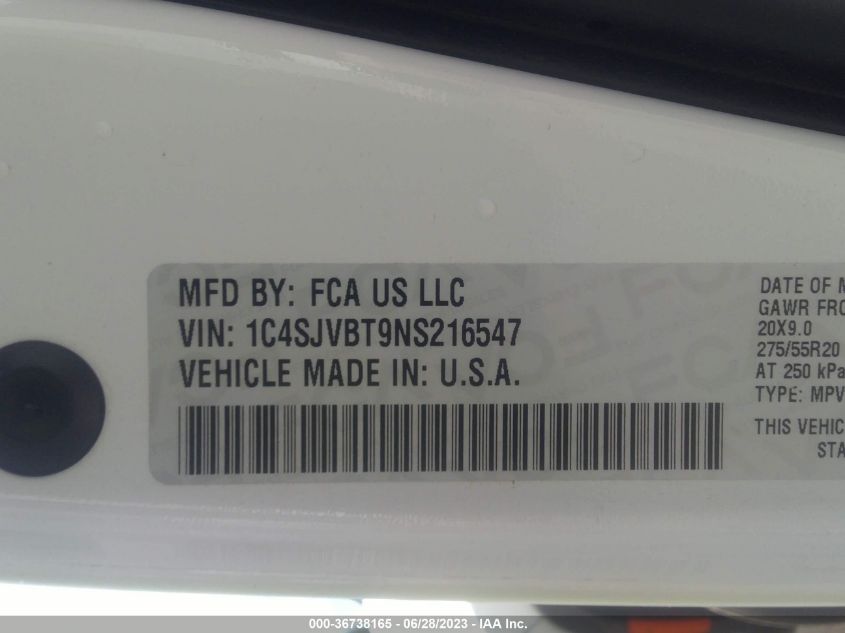 MFD BY: FCA US LLC
VIN: 1C4SJVBT9NS216547
VEHICLE MADE IN: U.S.A.
DATE OF M
GAWR FRO
20X9.0
275/55R20
AT 250 kPa
TYPE: MPV
THIS VEHIC
STA
000-36738165 - 06/28/2023 - IAA Inc.